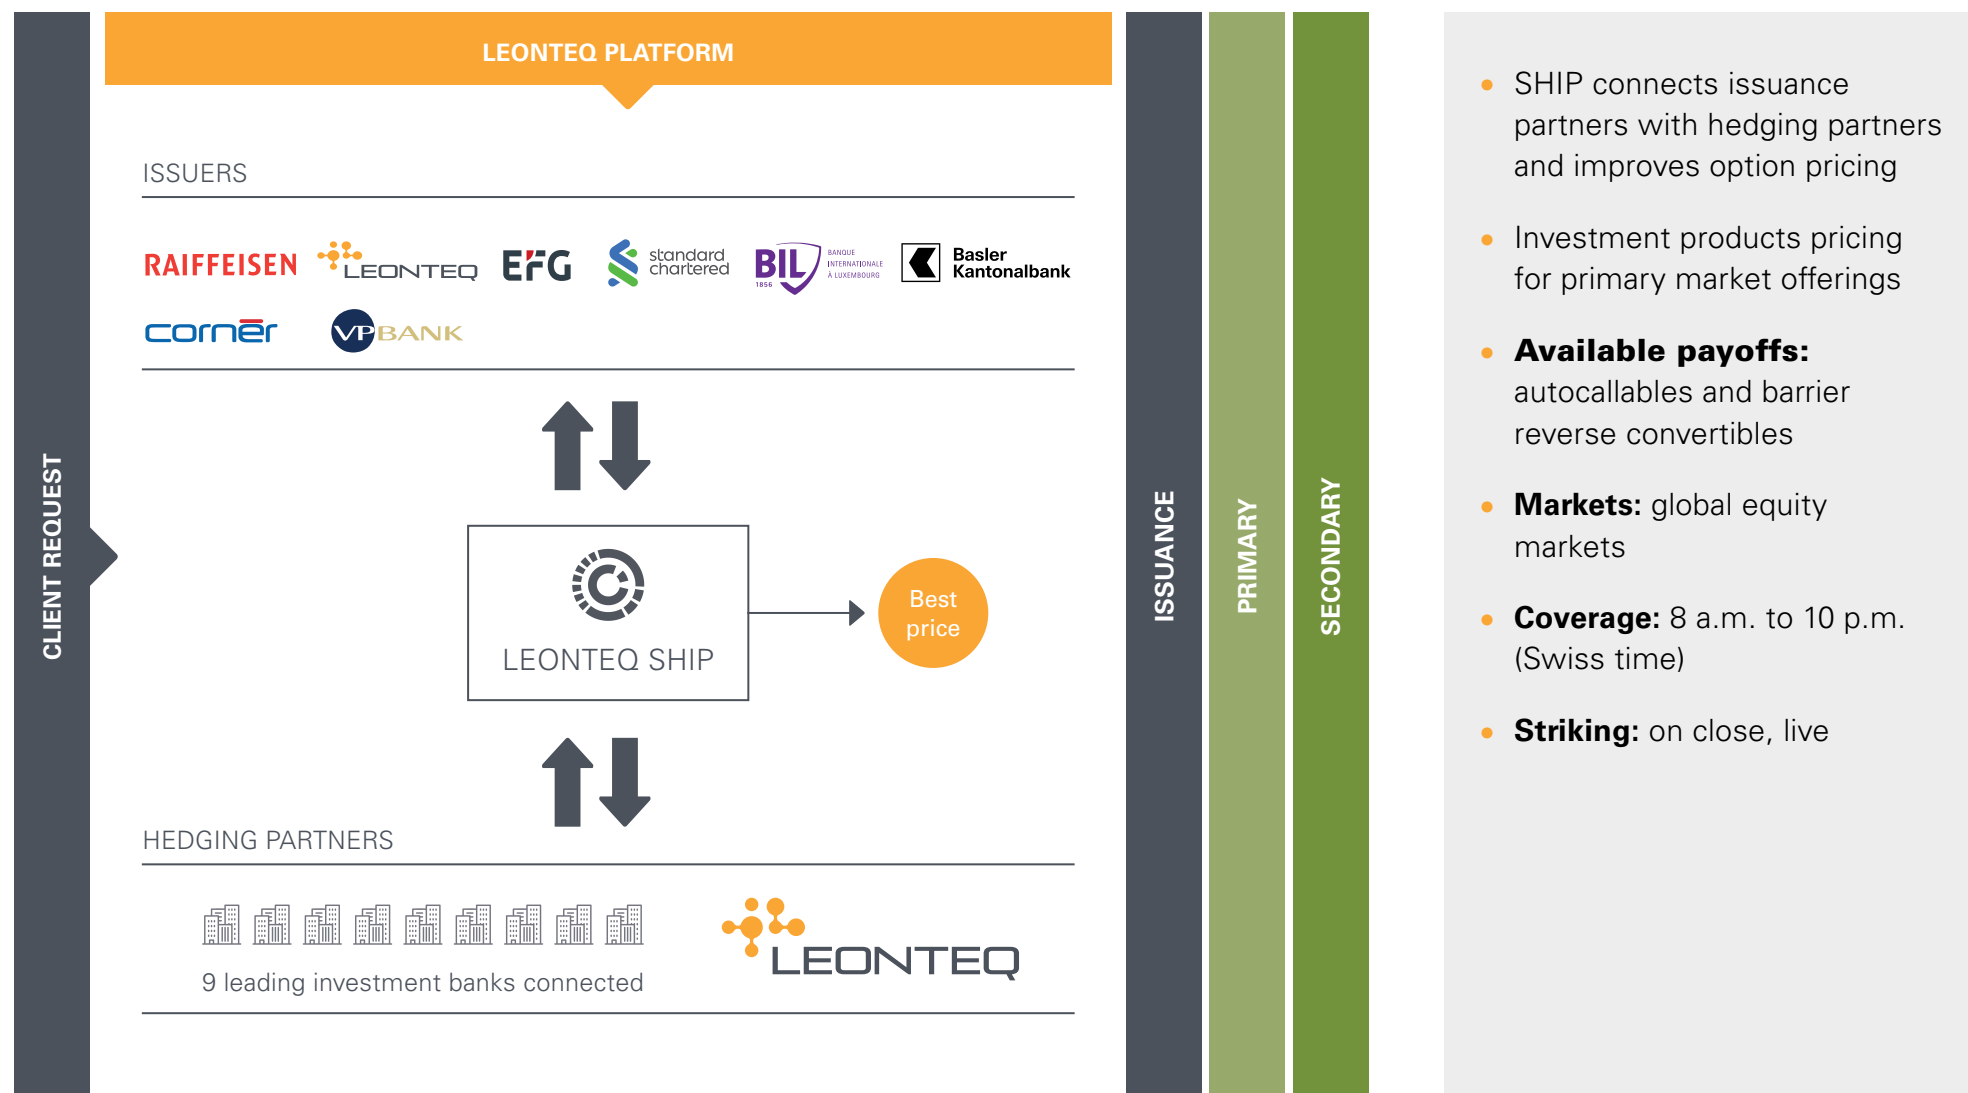 CLIENT REQUEST
LEONTEQ PLATFORM
ISSUERS
RAIFFEISEN
LEONTEQ
EFG
standard
chartered
BIL
1856
BANQUE
INTERNATIONALE
À LUXEMBOURG
Basler
Kantonalbank
cornèr
VP BANK
LEONTEQ SHIP
Best
price
HEDGING PARTNERS
9 leading investment banks connected
LEONTEQ
ISSUANCE
PRIMARY
SECONDARY
• SHIP connects issuance
partners with hedging partners
and improves option pricing
• Investment products pricing
for primary market offerings
• Available payoffs:
autocallables and barrier
reverse convertibles
• Markets: global equity
markets
• Coverage: 8 a.m. to 10 p.m.
(Swiss time)
• Striking: on close, live